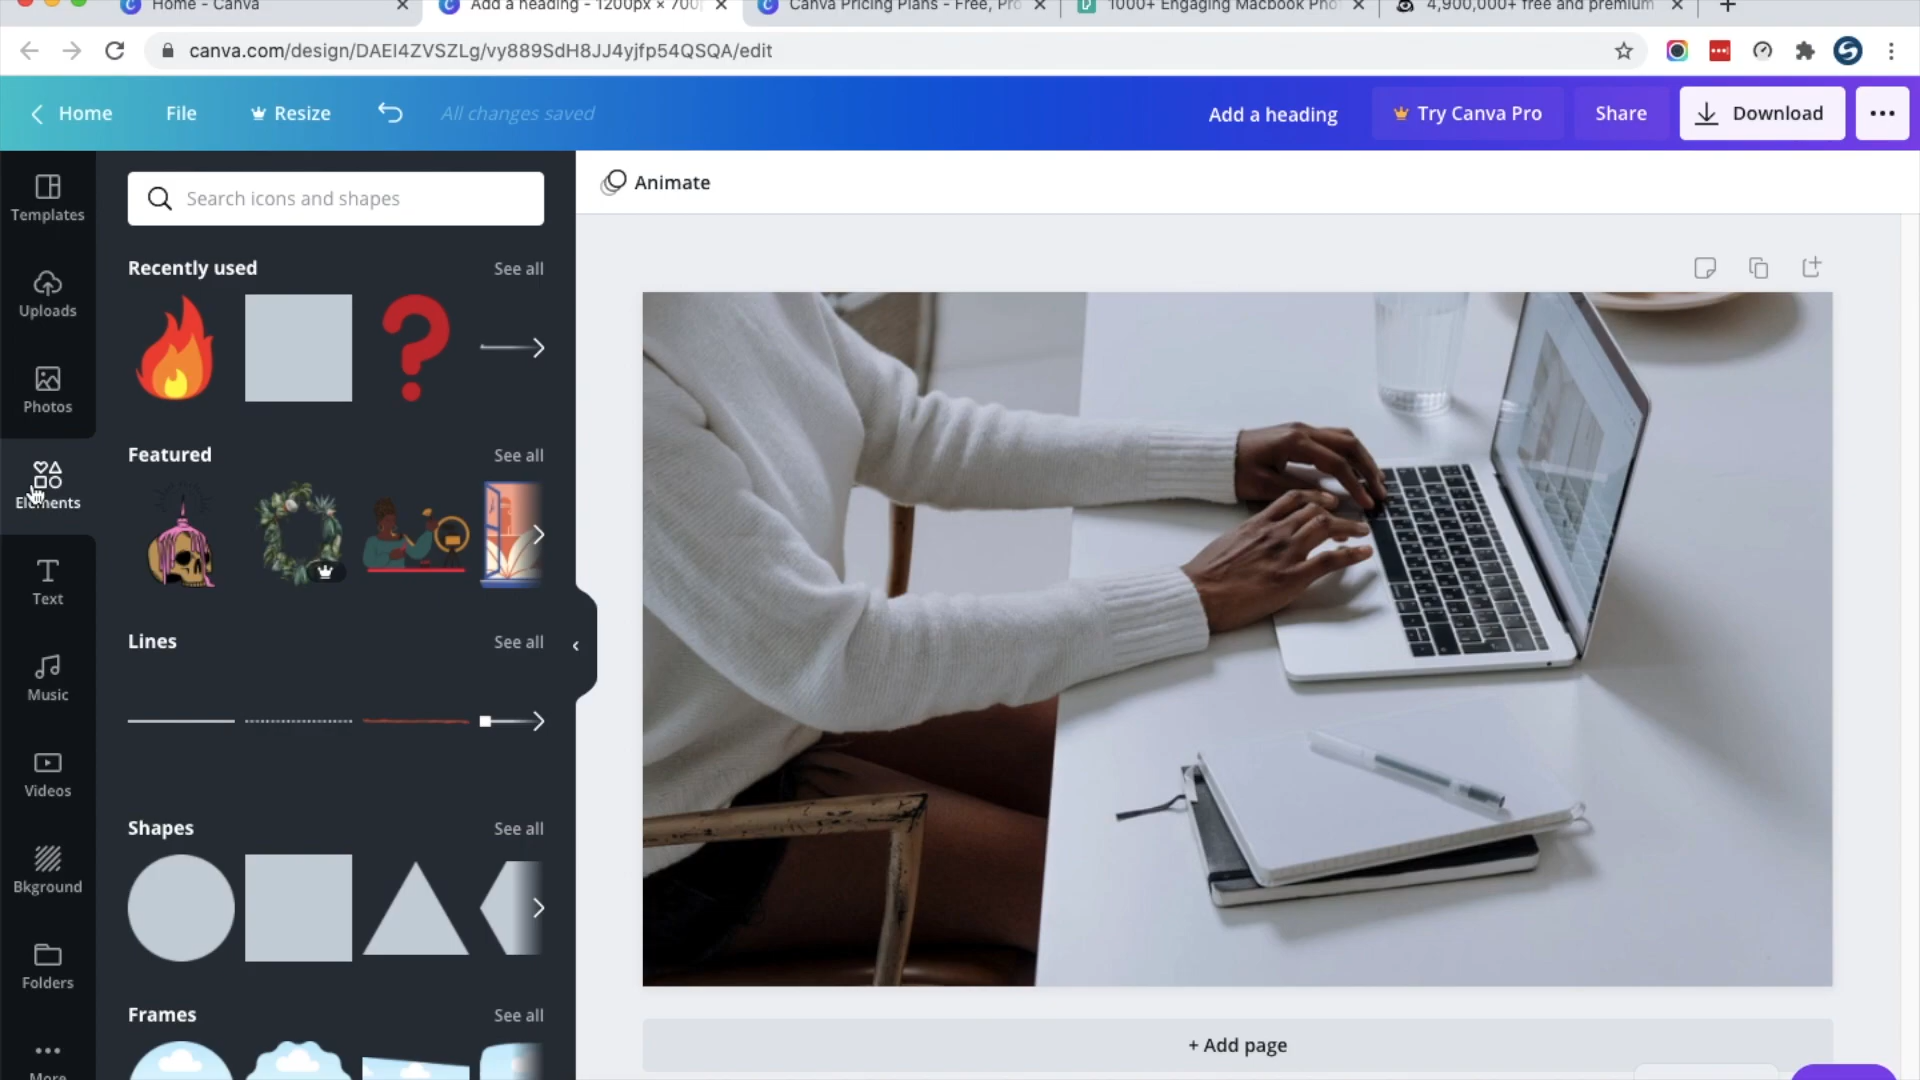 Home - Canva
Add a heading - 1200px × 700
Canva Pricing Plans - Free, Pro
1000+ Engaging Macbook Pho
4,900,000+ free and premium
canva.com/design/DAEI4ZVSZLg/vy889SdH8JJ4yjfp54QSQA/edit
Home
File
Resize
All changes saved
Add a heading
Try Canva Pro
Share
Download
Templates
Uploads
Photos
Elements
Text
Music
Videos
Bkground
Folders
More
Search icons and shapes
Recently used
See all
Featured
See all
Lines
See all
Shapes
See all
Frames
See all
Animate
+ Add page